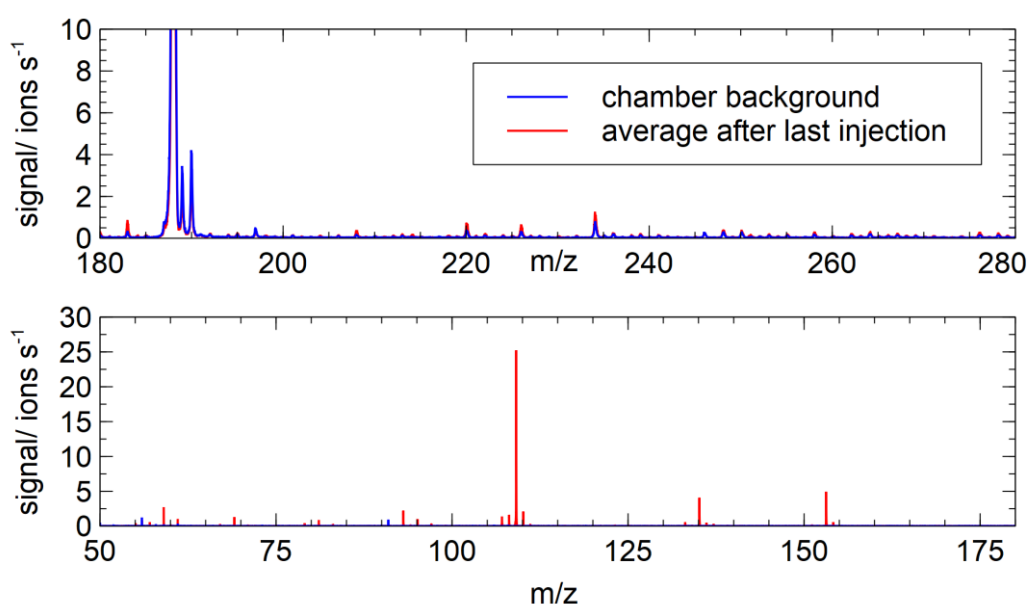 10
8
6
4
2
0
signal/ ions s-1
chamber background
average after last injection
180 200 220 240 260 280
m/z
30
25
20
15
10
5
0
signal/ ions s-1
50 75 100 125 150 175
m/z